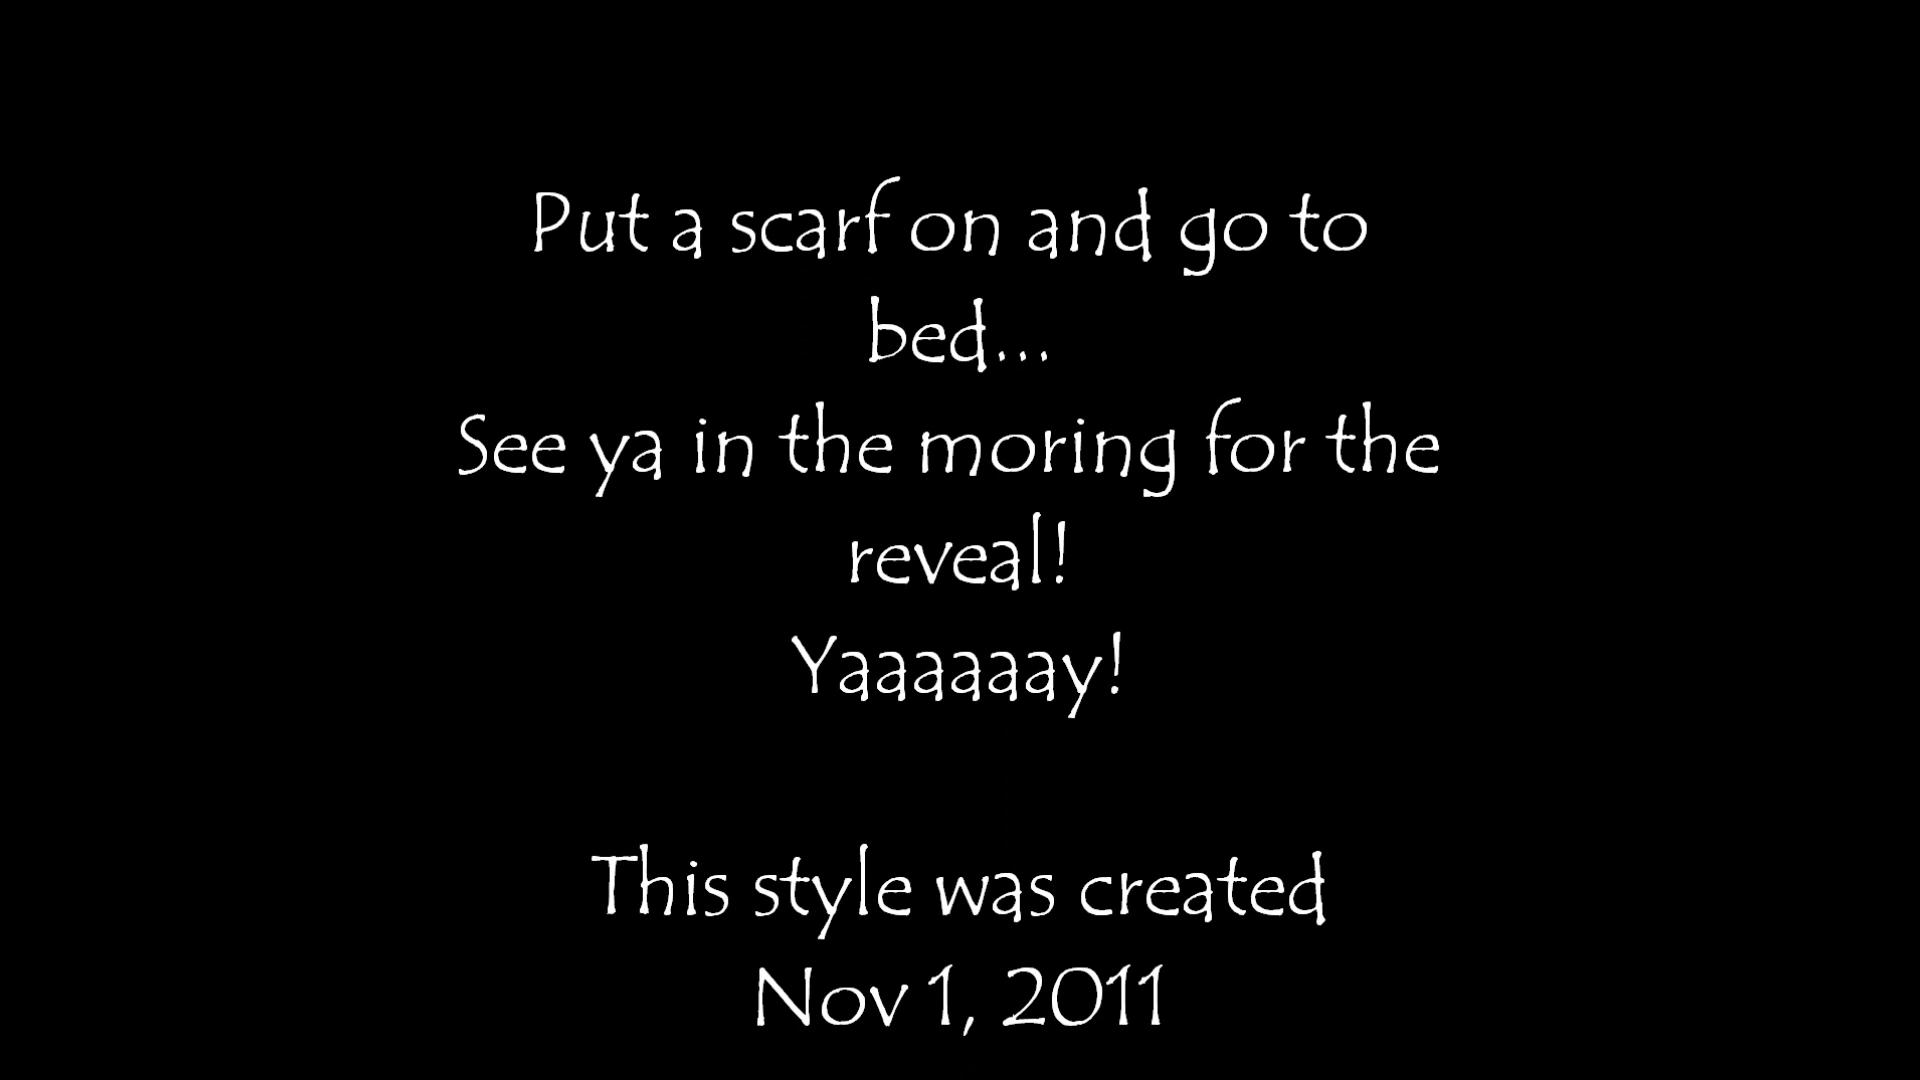 Put a scarf on and go to
bed...
See ya in the moring for the
reveal!
Yaaaaaay!
This style was created
Nov 1, 2011